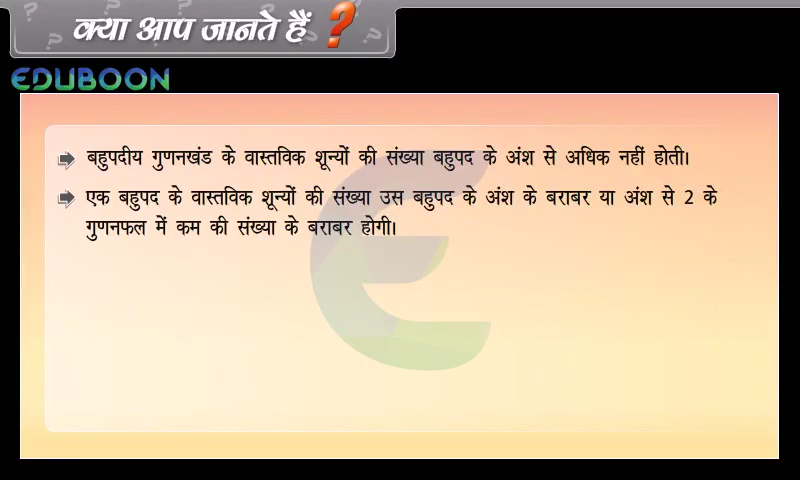 क्या आप जानते हैं ?
EDUBOON
बहुपदीय गुणनखंड के वास्तविक शून्यों की संख्या बहुपद के अंश से अधिक नहीं होती।
एक बहुपद के वास्तविक शून्यों की संख्या उस बहुपद के अंश के बराबर या अंश से 2 के
गुणनफल में कम की संख्या के बराबर होगी।